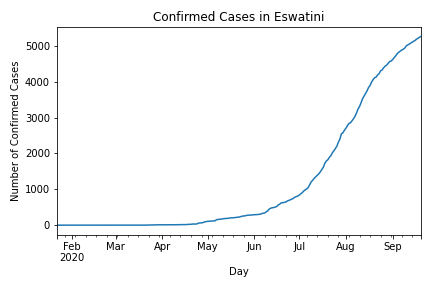 Confirmed Cases in Eswatini
Number of Confirmed Cases
5000
4000
3000
2000
1000
0
Feb Mar Apr May Jun Jul Aug Sep
2020
Day